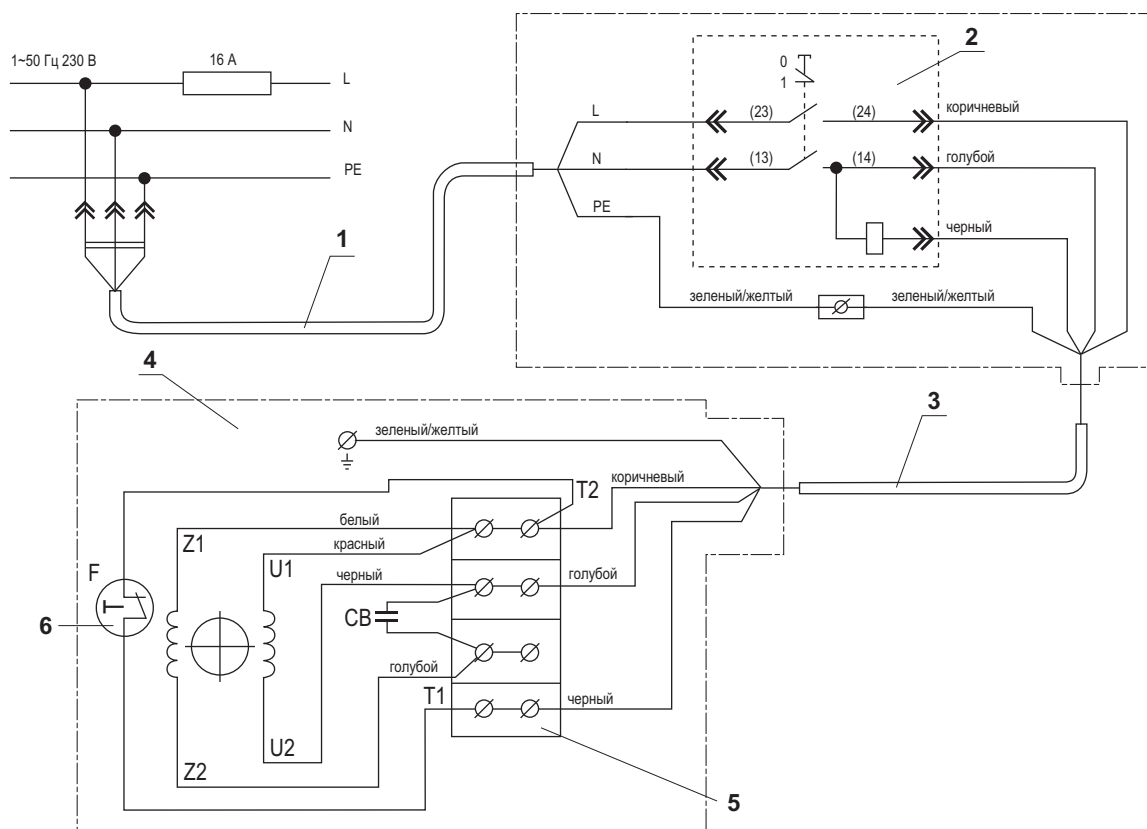 1~50 Гц 230 В
16 А
L
N
PE
1
2
0
1
L
(23)
(24)
коричневый
N
(13)
(14)
голубой
PE
черный
зеленый/желтый
зеленый/желтый
4
3
зеленый/желтый
коричневый
T2
белый
Z1
красный
F
U1
черный
голубой
6
CB
голубой
T1
черный
U2
Z2
5